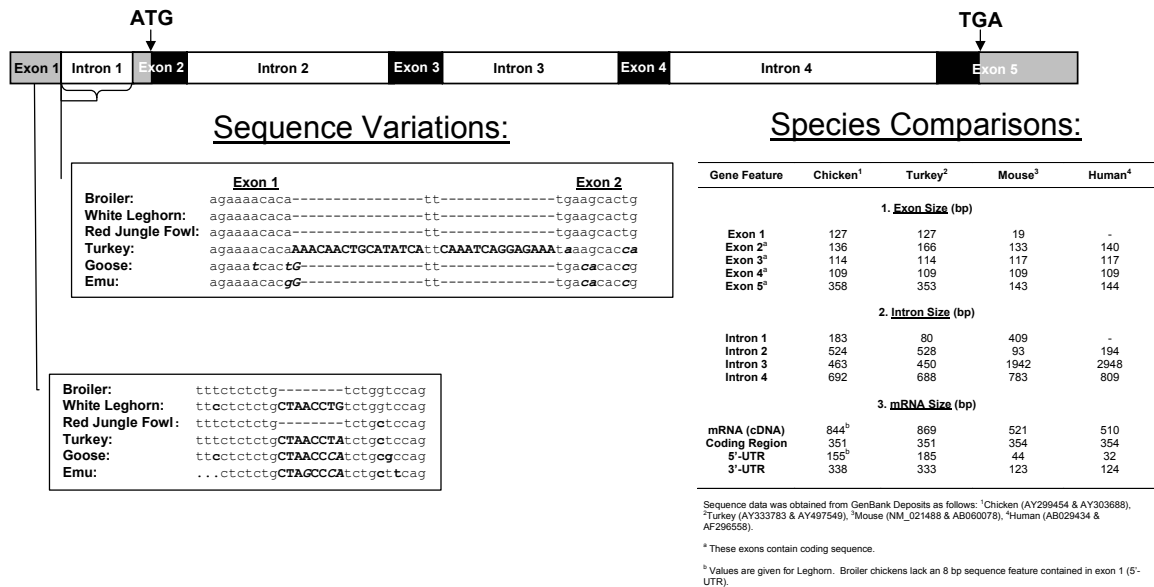 ATG TGA
Exon 1 Intron 1 Exon 2 Intron 2 Exon 3 Intron 3 Exon 4 Intron 4 Exon 5
Sequence Variations:
Exon 1 Exon 2
Broiler: agaaaacaca----------------tt---------------tgaagcactg
White Leghorn: agaaaacaca----------------tt---------------tgaagcactg
Red Jungle Fowl: agaaaacaca----------------tt---------------tgaagcactg
Turkey: agaaaacacaAAACAACTGCATATCAttCAAATCAGGAGAAATaaaagcaccа
Goose: agaaatcactG----------------tt---------------tgacacaccg
Emu: agaaaacacgG----------------tt---------------tgacacaccg
Broiler: tttctctctg--------tctggtccag
White Leghorn: ttcctctctgCTAACCTGtctggtccag
Red Jungle Fowl: tttctctctg--------tctgctccag
Turkey: tttctctctgCTAACCTAtctgctccag
Goose: ttcctctctgCTAACCCAtctgcgccag
Emu: ...ctctctgCTAGCCCAtctgcttcag
Species Comparisons:
Gene Feature Chicken1 Turkey2 Mouse3 Human4
1. Exon Size (bp)
Exon 1 127 127 19 -
Exon 2a 136 166 133 140
Exon 3a 114 114 117 117
Exon 4a 109 109 109 109
Exon 5a 358 353 143 144
2. Intron Size (bp)
Intron 1 183 80 409 -
Intron 2 524 528 93 194
Intron 3 463 450 1942 2948
Intron 4 692 688 783 809
3. mRNA Size (bp)
mRNA (cDNA) 844b 869 521 510
Coding Region 351 351 354 354
5'-UTR 155b 185 44 32
3'-UTR 338 333 123 124
Sequence data was obtained from GenBank Deposits as follows: 1Chicken (AY299454 & AY303688),
2Turkey (AY333783 & AY497549), 3Mouse (NM_021488 & AB060078), 4Human (AB029434 &
AF296558).
a These exons contain coding sequence.
b Values are given for Leghorn. Broiler chickens lack an 8 bp sequence feature contained in exon 1 (5'-
UTR).